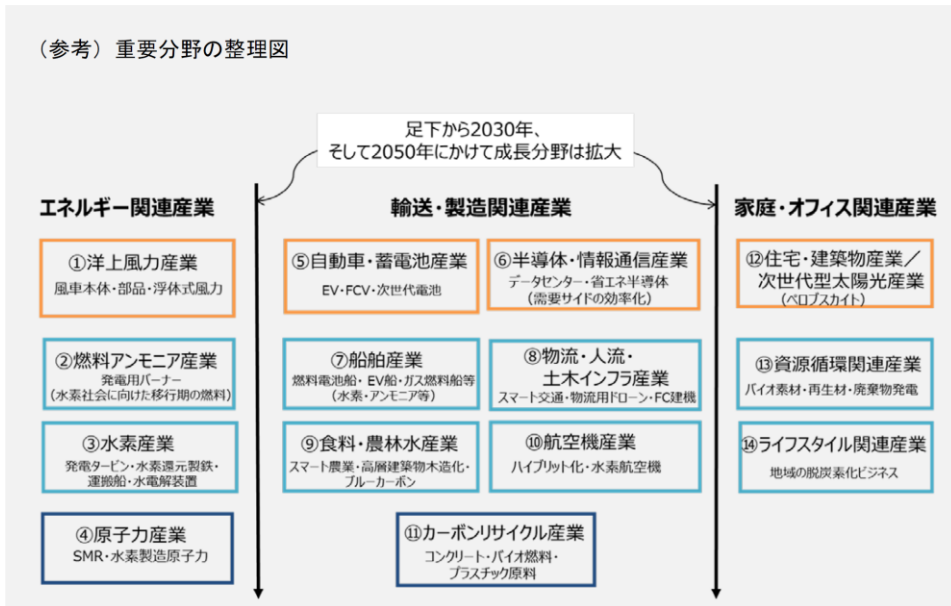 （参考）重要分野の整理図
足下から2030年、
そして2050年にかけて成長分野は拡大
エネルギー関連産業
輸送・製造関連産業
家庭・オフィス関連産業
①洋上風力産業
風車本体・部品・浮体式風力
⑤自動車・蓄電池産業
EV・FCV・次世代電池
⑥半導体・情報通信産業
データセンター・省エネ半導体
(需要サイドの効率化)
⑫住宅・建築物産業／
次世代型太陽光産業
(ペロブスカイト)
②燃料アンモニア産業
発電用バーナー
(水素社会に向けた移行期の燃料)
⑦船舶産業
燃料電池船・EV船・ガス燃料船等
(水素・アンモニア等)
⑧物流・人流・
土木インフラ産業
スマート交通・物流用ドローン・FC建機
⑬資源循環関連産業
バイオ素材・再生材・廃棄物発電
③水素産業
発電タービン・水素還元製鉄・
運搬船・水電解装置
⑨食料・農林水産業
スマート農業・高層建築物木造化・
ブルーカーボン
⑩航空機産業
ハイブリット化・水素航空機
⑭ライフスタイル関連産業
地域の脱炭素化ビジネス
④原子力産業
SMR・水素製造原子力
⑪カーボンリサイクル産業
コンクリート・バイオ燃料・
プラスチック原料